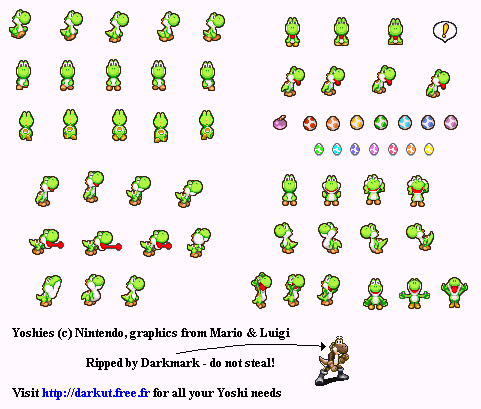 !
Yoshies (c) Nintendo, graphics from Mario & Luigi
Ripped by Darkmark - do not steal!
Visit http://darkut.free.fr for all your Yoshi needs